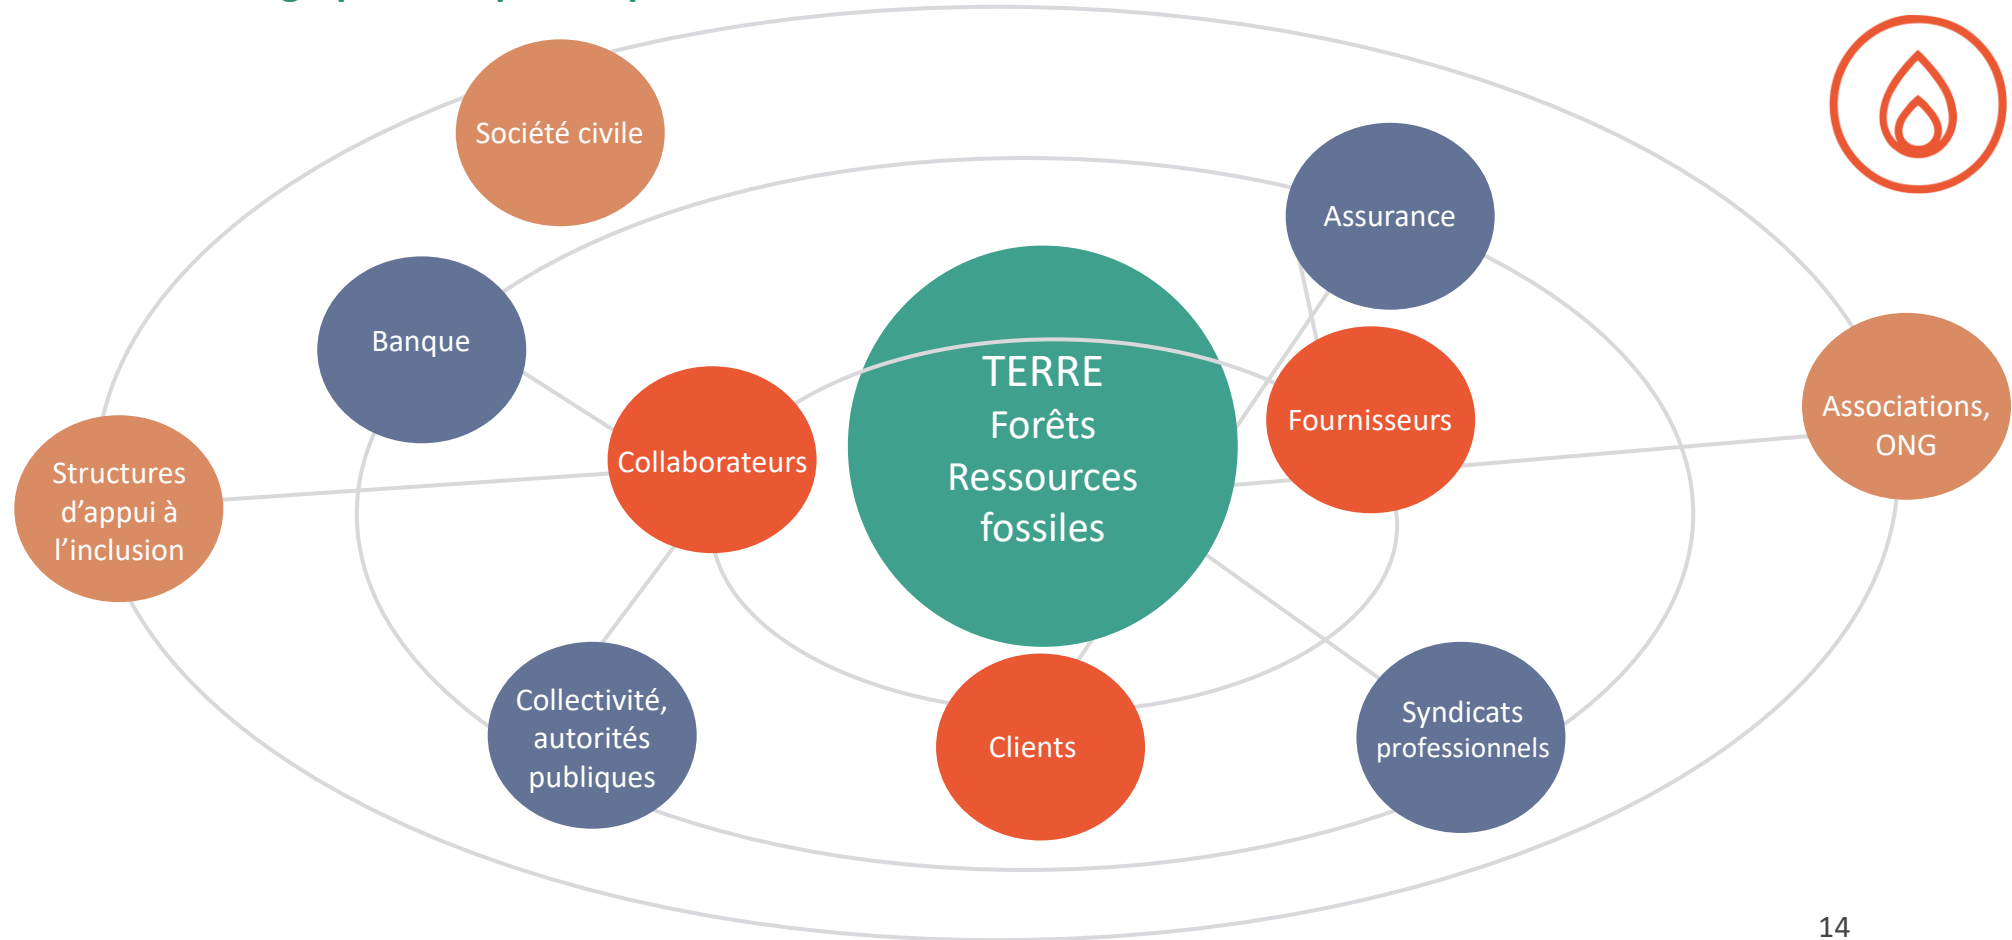 Société civile
Assurance
Banque
TERRE
Forêts
Ressources
fossiles
Collaborateurs
Fournisseurs
Associations,
ONG
Structures
d’appui à
l’inclusion
Collectivité,
autorités
publiques
Clients
Syndicats
professionnels
14